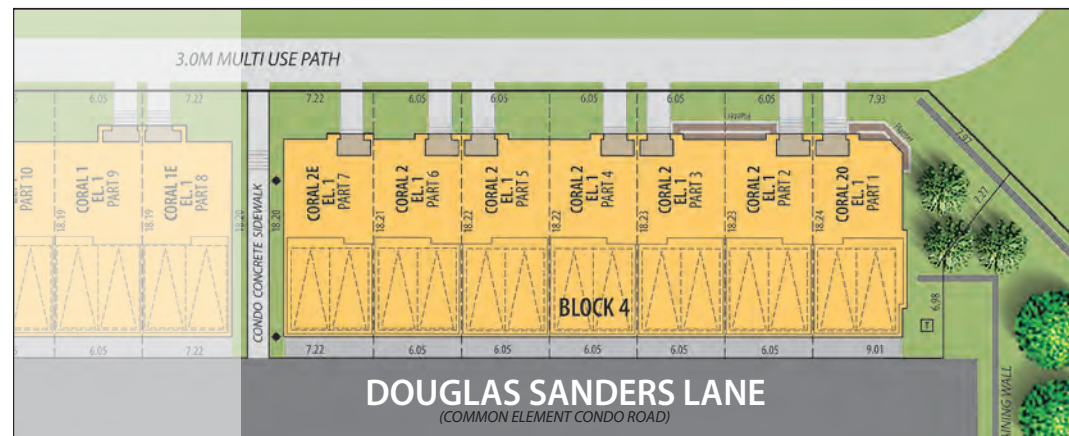 3.0M MULTI USE PATH
6.05
7.22
7.22
6.05
6.05
6.05
6.05
6.05
7.93
Planter
Planter
7.97
7.27
PART 10
CORAL 1
EL. 1
PART 9
CORAL 1E
EL. 1
PART 8
CORAL 2E
EL. 1
PART 7
CORAL 2
EL. 1
PART 6
CORAL 2
EL. 1
PART 5
CORAL 2
EL. 1
PART 4
CORAL 2
EL. 1
PART 3
CORAL 2
EL. 1
PART 2
CORAL 20
EL. 1
PART 1
18.19
18.19
18.20
18.20
18.21
18.22
18.22
18.23
18.23
18.24
CONDO CONCRETE SIDEWALK
BLOCK 4
6.98
6.05
7.22
7.22
6.05
6.05
6.05
6.05
6.05
9.01
DOUGLAS SANDERS LANE
(COMMON ELEMENT CONDO ROAD)
AINING WALL